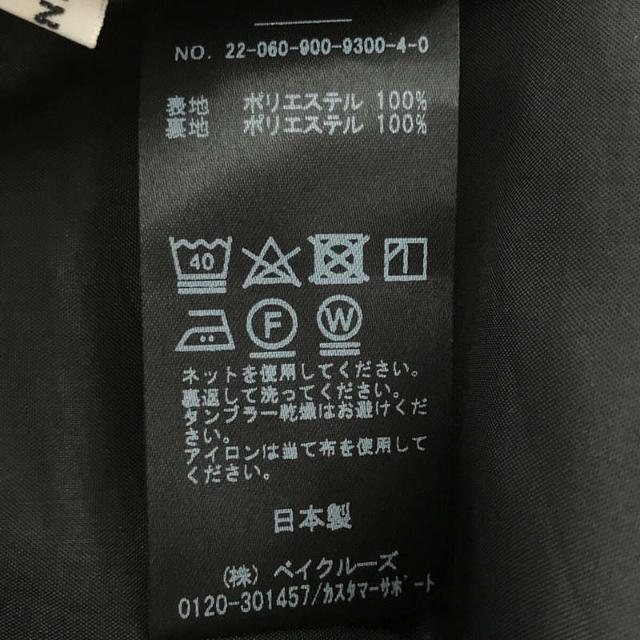 NO. 22-060-900-9300-4-0
表地 ポリエステル 100%
裏地 ポリエステル 100%
40
F
W
ネットを使用してください。
裏返して洗ってください。
タンブラー乾燥はお避けくだ
さい。
アイロンは当て布を使用して
ください。
日本製
(株) ベイクルーズ
0120-301457/カスタマーサポート